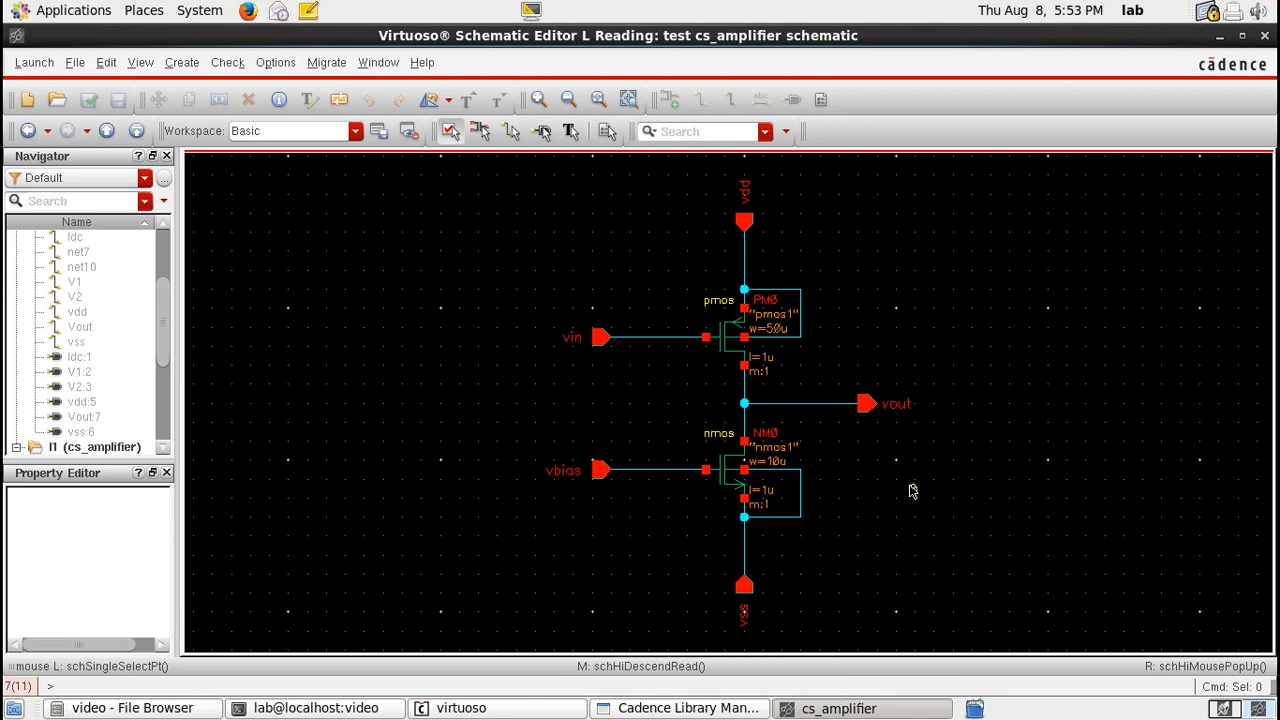 Applications Places System Thu Aug 8, 5:53 PM lab
Virtuoso® Schematic Editor L Reading: test cs_amplifier schematic
Launch File Edit View Create Check Options Migrate Window Help cādence
Workspace: Basic Search
Navigator
Default
Search
Name
Idc
net7
net10
V1
V2
vdd
Vout
vss
Idc:1
V1:2
V2:3
vdd:5
Vout:7
vss:6
I1 (cs_amplifier)
Property Editor
vdd
pmos PM0
"pmos1"
w=50u
vin
l=1u
m:1
vout
nmos NM0
"nmos1"
w=10u
vbias
l=1u
m:1
vss
mouse L: schSingleSelectPt() M: schHiDescendRead() R: schHiMousePopUp()
7(11) > Cmd: Sel: 0
video - File Browser lab@localhost:video virtuoso Cadence Library Man... cs_amplifier